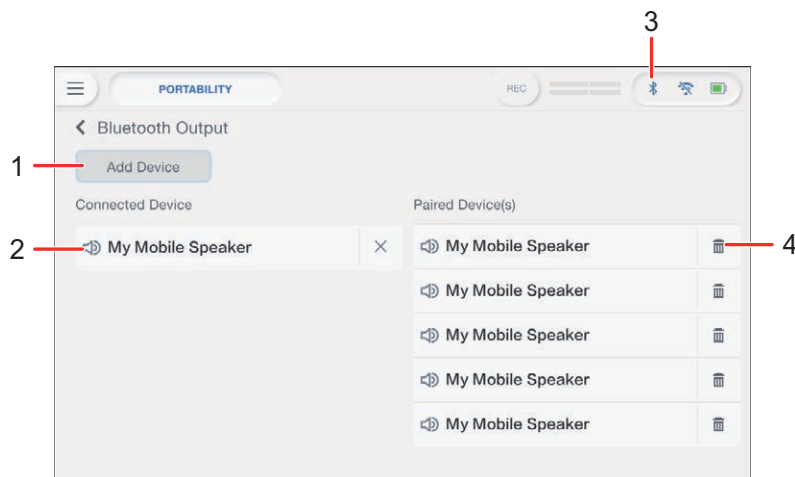 3
PORTABILITY
REC
Bluetooth Output
1
Add Device
Connected Device
Paired Device(s)
2
My Mobile Speaker
My Mobile Speaker
4
My Mobile Speaker
My Mobile Speaker
My Mobile Speaker
My Mobile Speaker